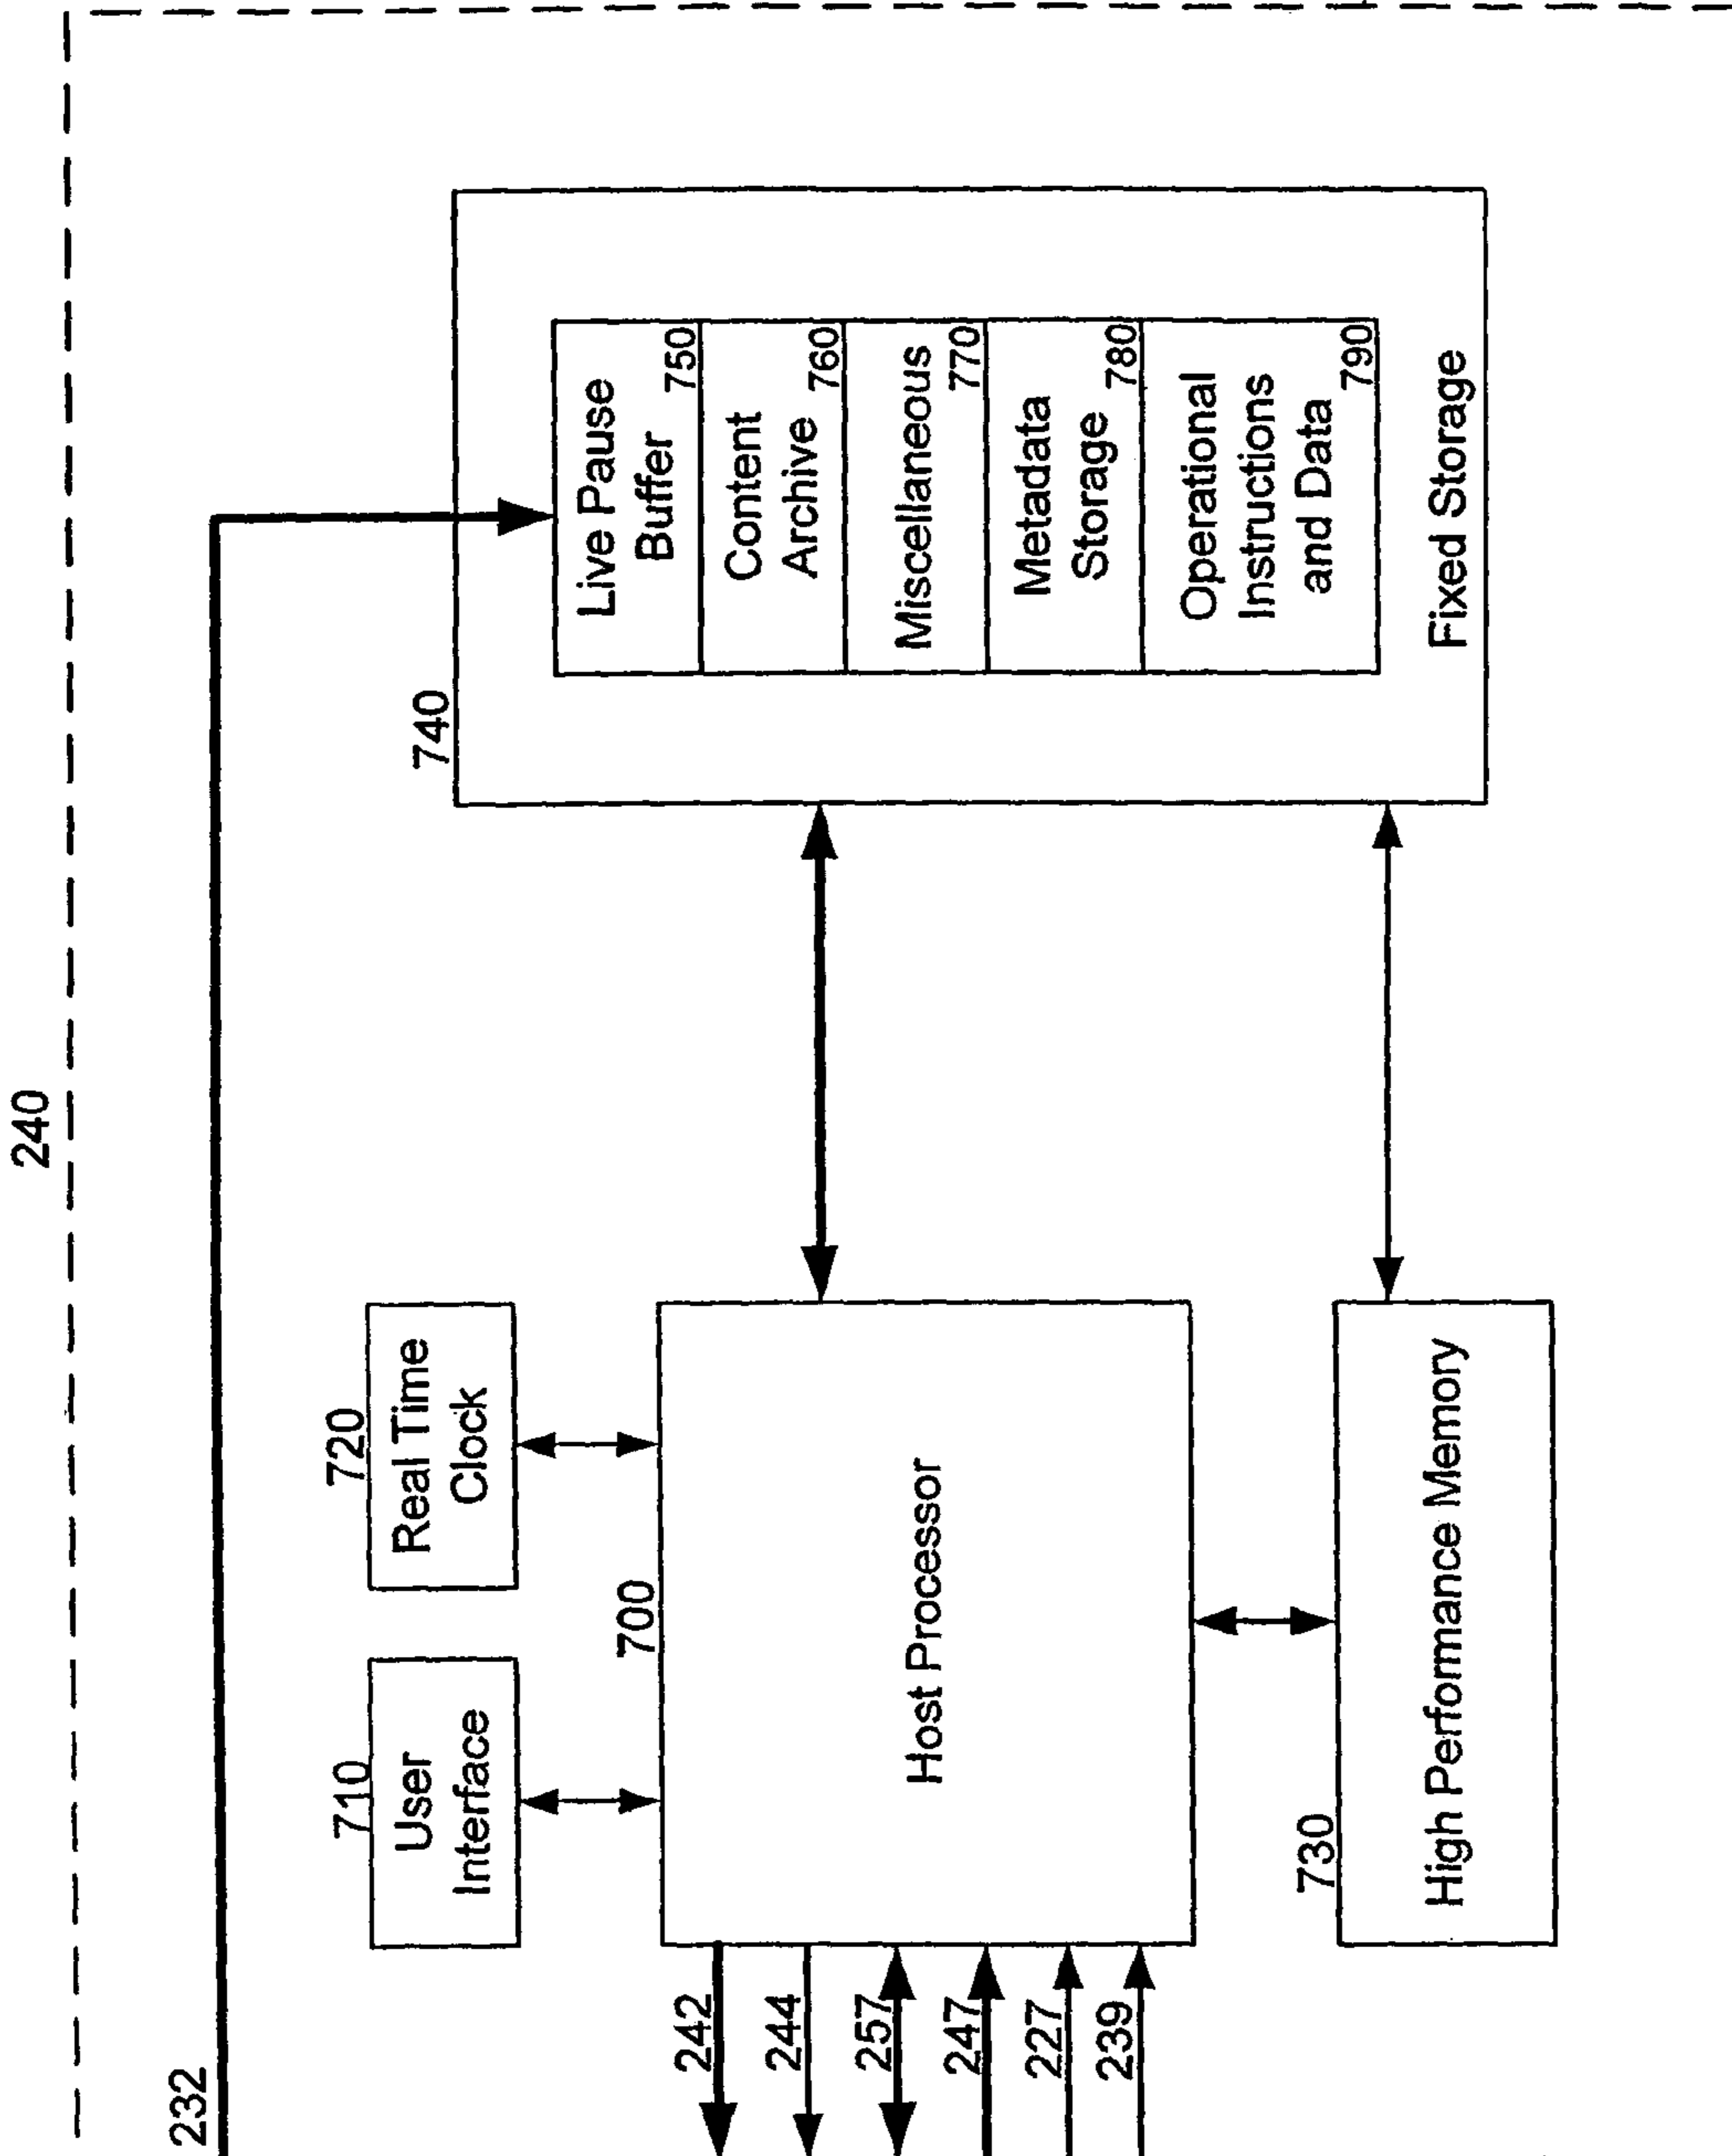 240
232
710
User
Interface
720
Real Time
Clock
700
Host Processor
242
244
257
247
227
239
730
High Perfomance Memory
740
Live Pause
Buffer
750
Content
Archive
760
Miscellaneous
770
Metadata
Storage
780
Operational
Instructions
and Data
790
Fixed Storage